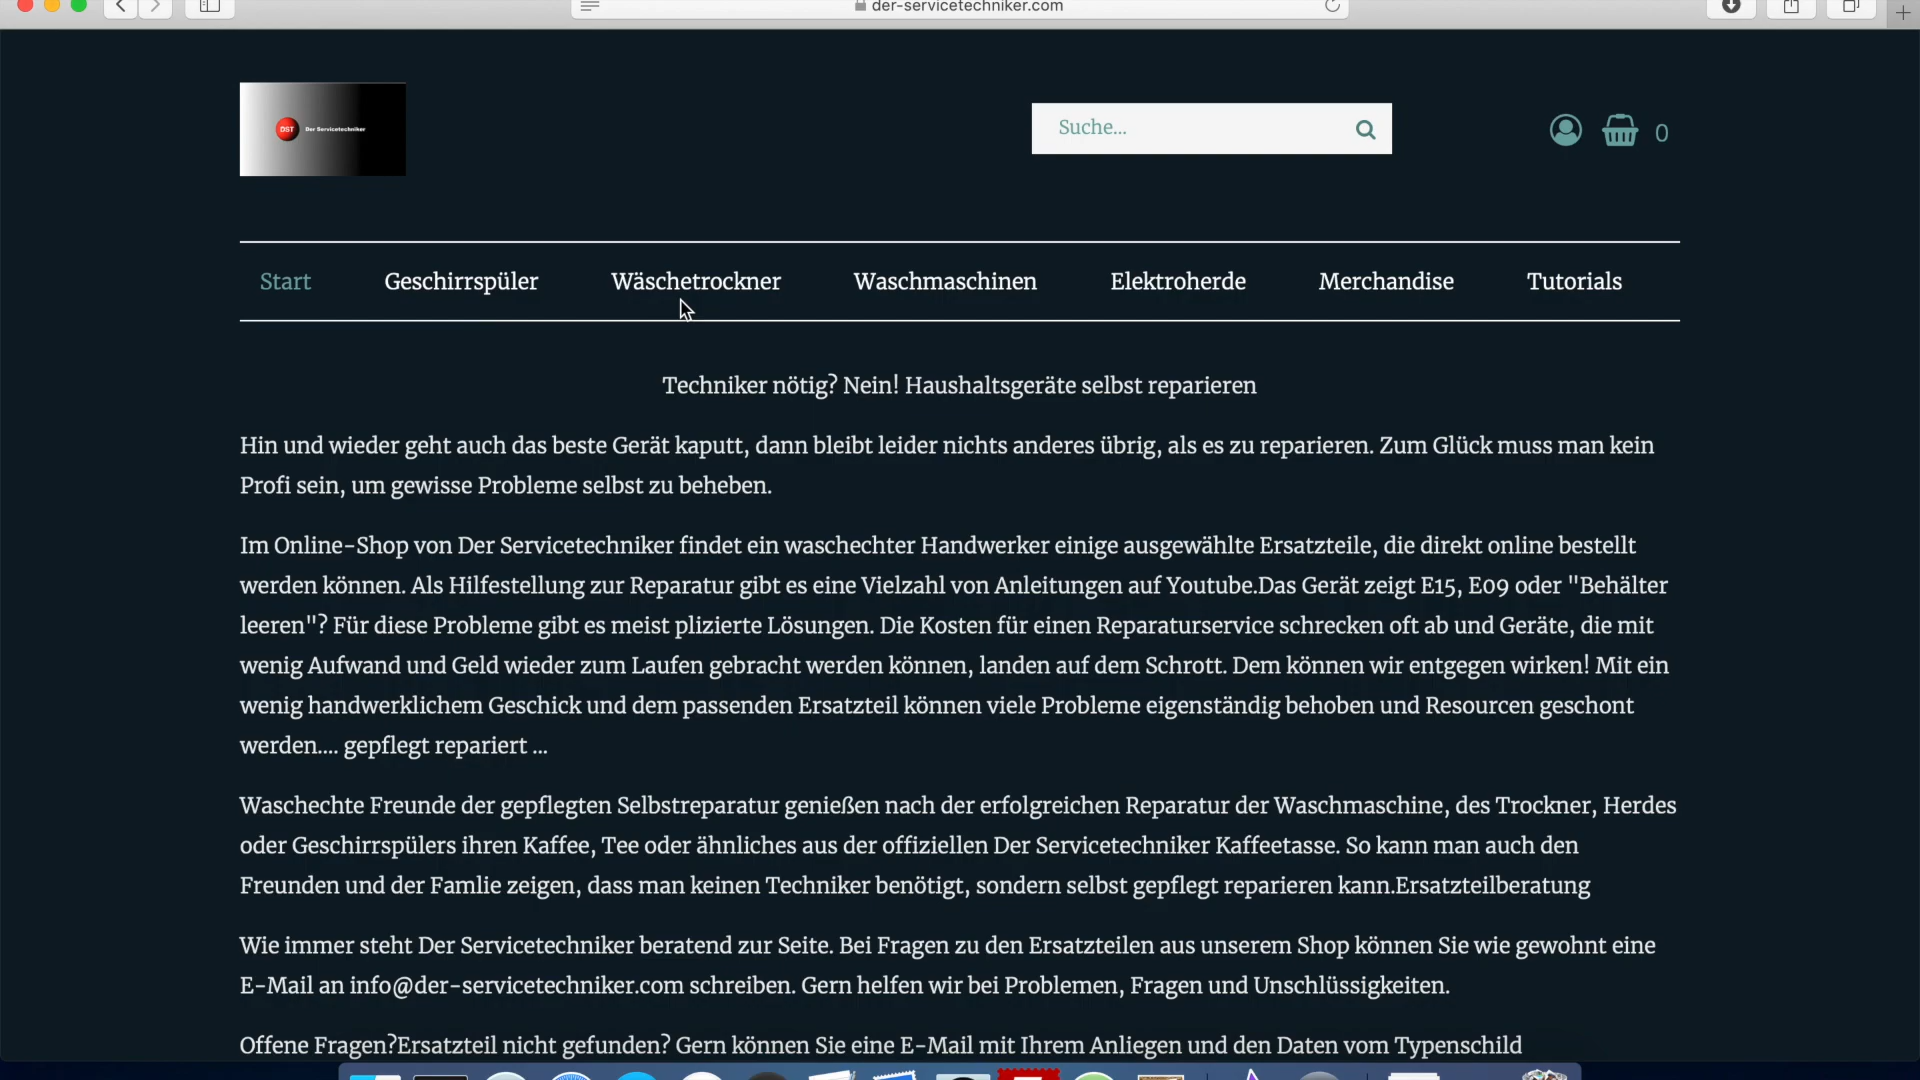 der-servicetechniker.com
DST Der Servicetechniker
Suche...
0
Start Geschirrspüler Wäschetrockner Waschmaschinen Elektroherde Merchandise Tutorials
Techniker nötig? Nein! Haushaltsgeräte selbst reparieren
Hin und wieder geht auch das beste Gerät kaputt, dann bleibt leider nichts anderes übrig, als es zu reparieren. Zum Glück muss man kein
Profi sein, um gewisse Probleme selbst zu beheben.
Im Online-Shop von Der Servicetechniker findet ein waschechter Handwerker einige ausgewählte Ersatzteile, die direkt online bestellt
werden können. Als Hilfestellung zur Reparatur gibt es eine Vielzahl von Anleitungen auf Youtube.Das Gerät zeigt E15, E09 oder "Behälter
leeren"? Für diese Probleme gibt es meist plizierte Lösungen. Die Kosten für einen Reparaturservice schrecken oft ab und Geräte, die mit
wenig Aufwand und Geld wieder zum Laufen gebracht werden können, landen auf dem Schrott. Dem können wir entgegen wirken! Mit ein
wenig handwerklichem Geschick und dem passenden Ersatzteil können viele Probleme eigenständig behoben und Resourcen geschont
werden.... gepflegt repariert ...
Waschechte Freunde der gepflegten Selbstreparatur genießen nach der erfolgreichen Reparatur der Waschmaschine, des Trockner, Herdes
oder Geschirrspülers ihren Kaffee, Tee oder ähnliches aus der offiziellen Der Servicetechniker Kaffeetasse. So kann man auch den
Freunden und der Famlie zeigen, dass man keinen Techniker benötigt, sondern selbst gepflegt reparieren kann.Ersatzteilberatung
Wie immer steht Der Servicetechniker beratend zur Seite. Bei Fragen zu den Ersatzteilen aus unserem Shop können Sie wie gewohnt eine
E-Mail an info@der-servicetechniker.com schreiben. Gern helfen wir bei Problemen, Fragen und Unschlüssigkeiten.
Offene Fragen?Ersatzteil nicht gefunden? Gern können Sie eine E-Mail mit Ihrem Anliegen und den Daten vom Typenschild